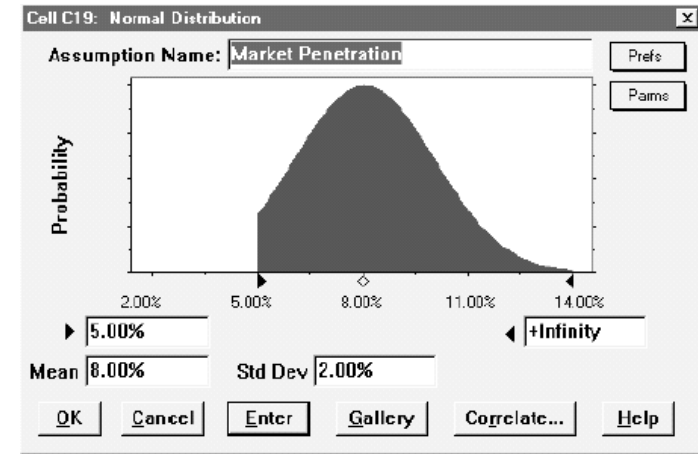 Cell C19: Normal Distribution
x
Assumption Name: Market Penetration
Prefs
Parms
Probability
2.00% 5.00% 8.00% 11.00% 14.00%
5.00% +Infinity
Mean 8.00% Std Dev 2.00%
OK Cancel Enter Gallery Correlate... Help